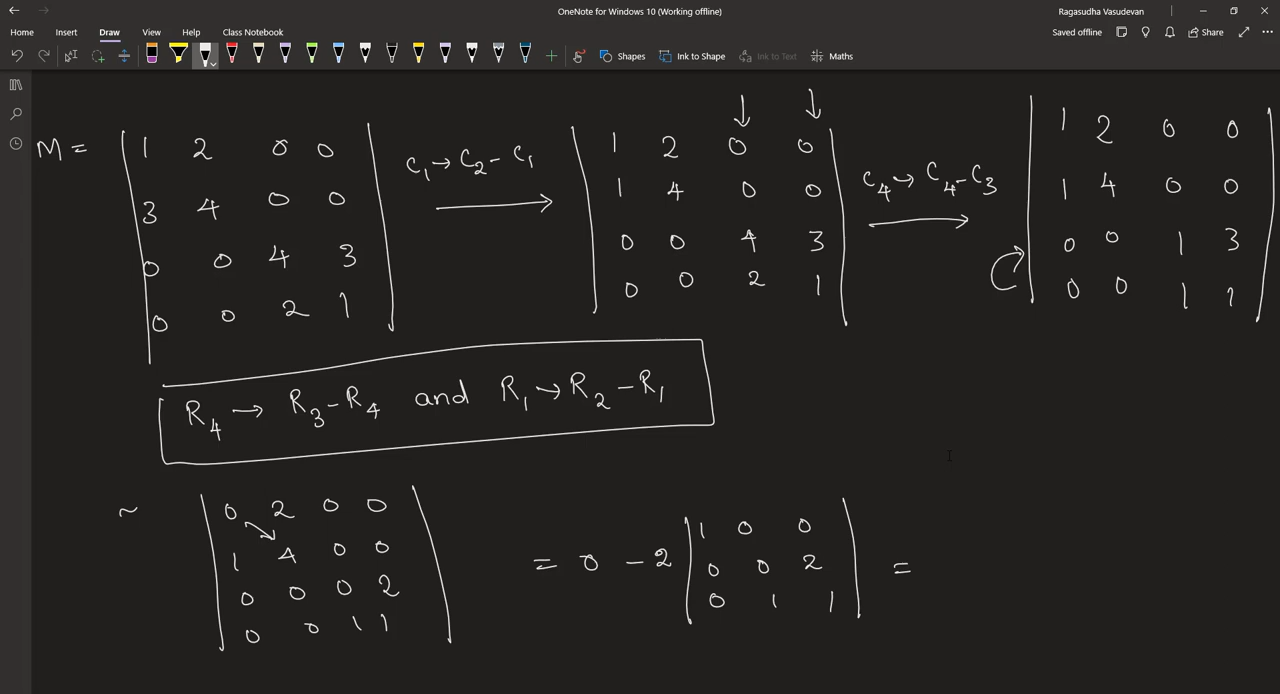 OneNote for Windows 10 (Working offline)
Ragasudha Vasudevan
Home Insert Draw View Help Class Notebook
Saved offline
Share
Shapes
Ink to Shape
Ink to Text
Maths
M = | 1 2 0 0 | C₁ → C₂ - C₁ | 1 2 0 0 | C₄ → C₄ - C₃ | 1 2 0 0 |
| 3 4 0 0 | | 1 4 0 0 | | 1 4 0 0 |
| 0 0 4 3 | | 0 0 4 3 | | 0 0 1 3 |
| 0 0 2 1 | | 0 0 2 1 | | 0 0 1 1 |
R₄ → R₃ - R₄ and R₁ → R₂ - R₁
~ | 0 2 0 0 |
| 1 4 0 0 | = 0 - 2 | 1 0 0 | =
| 0 0 0 2 | | 0 0 2 |
| 0 0 1 1 | | 0 1 1 |